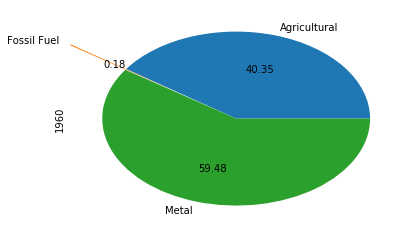 Agricultural
Fossil Fuel
0.18
40.35
1960
59.48
Metal